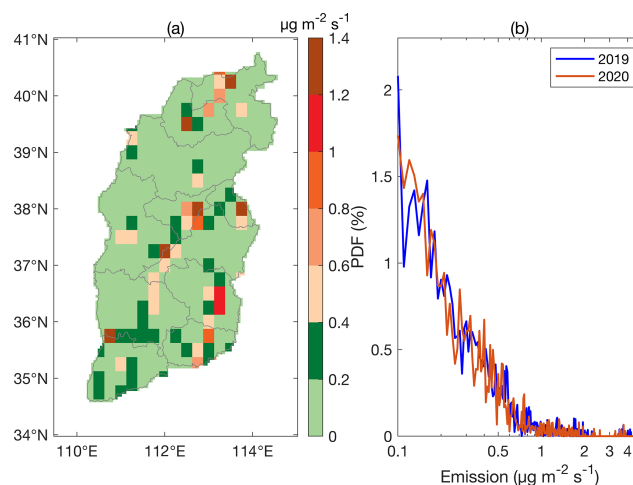 (a)
µg m⁻² s⁻¹
41°N
40°N
39°N
38°N
37°N
36°N
35°N
34°N
110°E
112°E
114°E
1.4
1.2
1
0.8
0.6
0.4
0.2
0
(b)
2019
2020
2
1.5
1
0.5
0
PDF (%)
0.1
0.5
1
2
3
4
Emission (µg m⁻² s⁻¹)